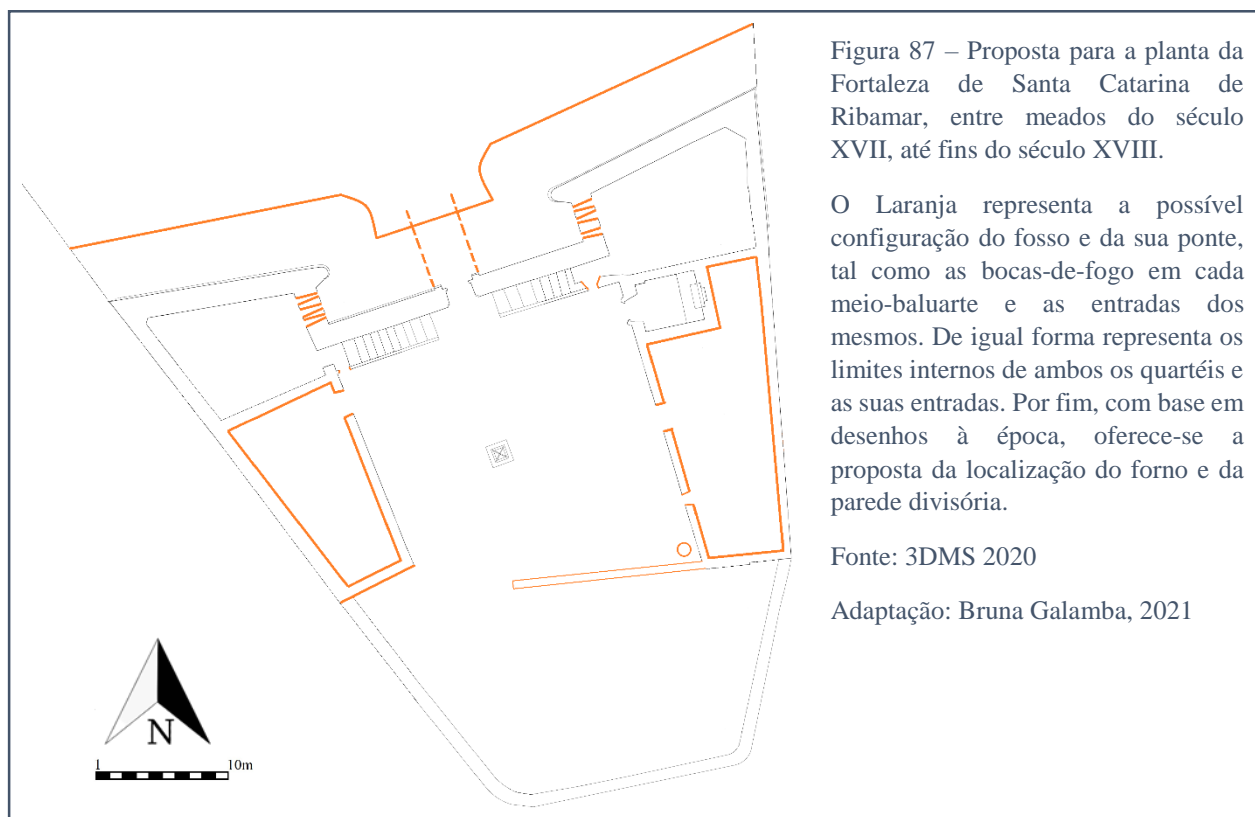 Figura 87 – Proposta para a planta da
Fortaleza de Santa Catarina de
Ribamar, entre meados do século
XVII, até fins do século XVIII.
O Laranja representa a possível
configuração do fosso e da sua ponte,
tal como as bocas-de-fogo em cada
meio-baluarte e as entradas dos
mesmos. De igual forma representa os
limites internos de ambos os quartéis e
as suas entradas. Por fim, com base em
desenhos à época, oferece-se a
proposta da localização do forno e da
parede divisória.
Fonte: 3DMS 2020
Adaptação: Bruna Galamba, 2021
N
1 10m